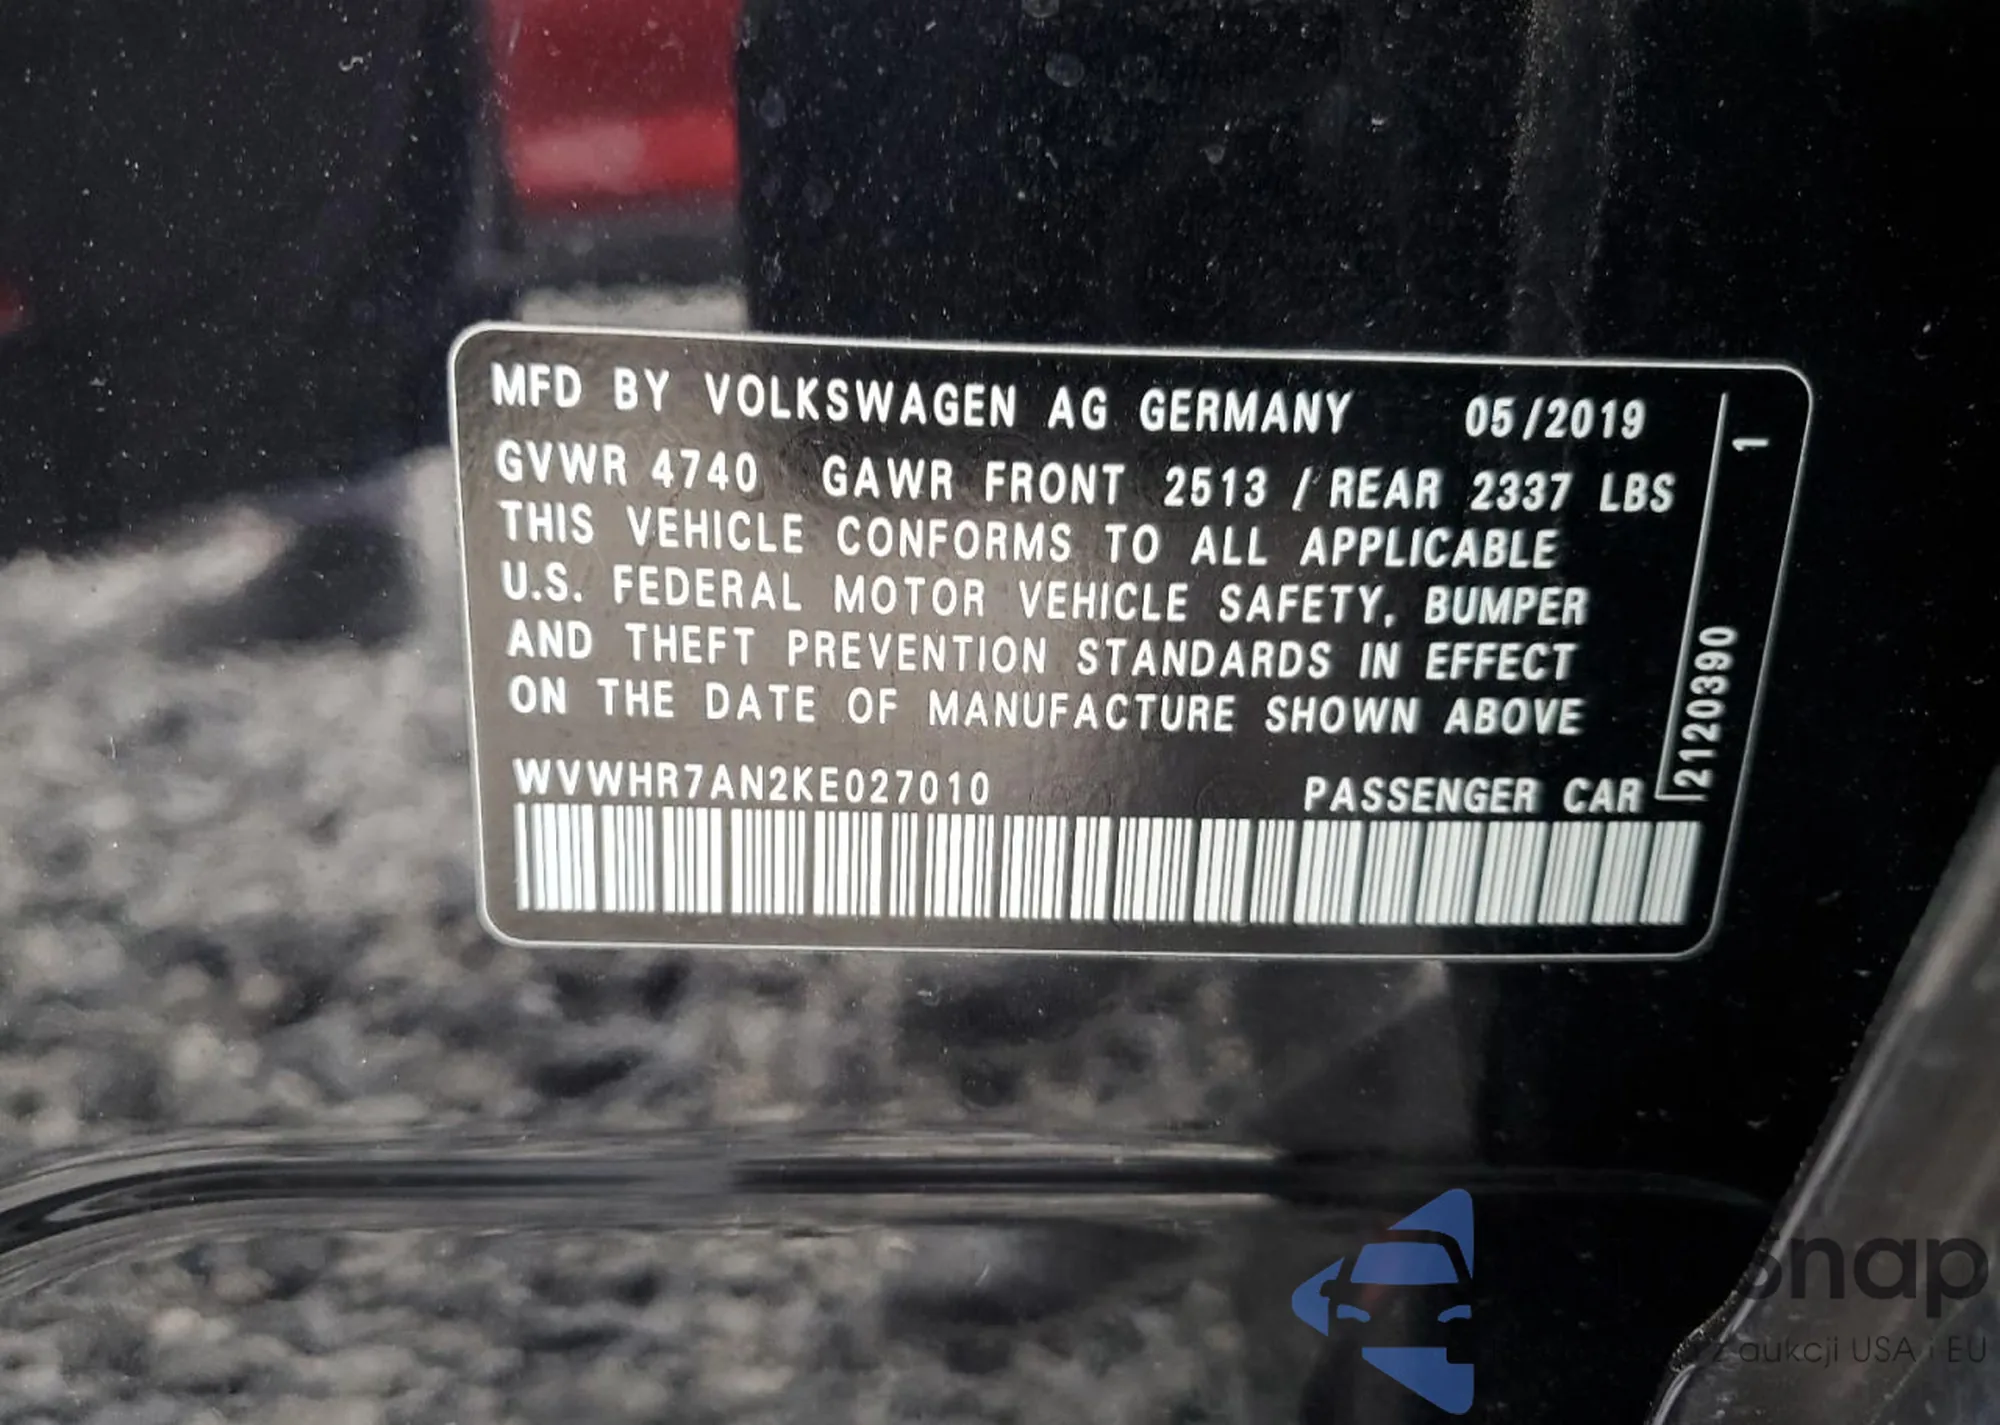 MFD BY VOLKSWAGEN AG GERMANY 05/2019
GVWR 4740 GAWR FRONT 2513 / REAR 2337 LBS
THIS VEHICLE CONFORMS TO ALL APPLICABLE
U.S. FEDERAL MOTOR VEHICLE SAFETY, BUMPER
AND THEFT PREVENTION STANDARDS IN EFFECT
ON THE DATE OF MANUFACTURE SHOWN ABOVE
WVWHR7AN2KE027010 PASSENGER CAR
2120390 1
snap
z aukcji USA i EU